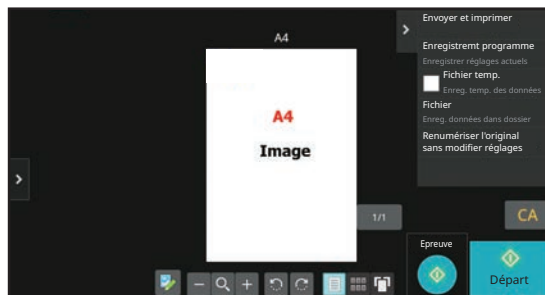 A4
A4
Image
1/1
Envoyer et imprimer
Enregistremt programme
Enregistrer réglages actuels
Fichier temp.
Enreg. temp. des données
Fichier
Enreg. données dans dossier
Renumériser l'original
sans modifier réglages
CA
Epreuve
Départ